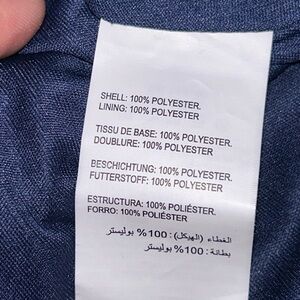 SHELL: 100% POLYESTER.
LINING: 100% POLYESTER
TISSU DE BASE: 100% POLYESTER.
DOUBLURE: 100% POLYESTER
BESCHICHTUNG: 100% POLYESTER.
FUTTERSTOFF: 100% POLYESTER
ESTRUCTURA: 100% POLIÉSTER.
FORRO: 100% POLIÉSTER
الغطاء (الهيكل): 100% بوليستر
بطانة: 100% بوليستر